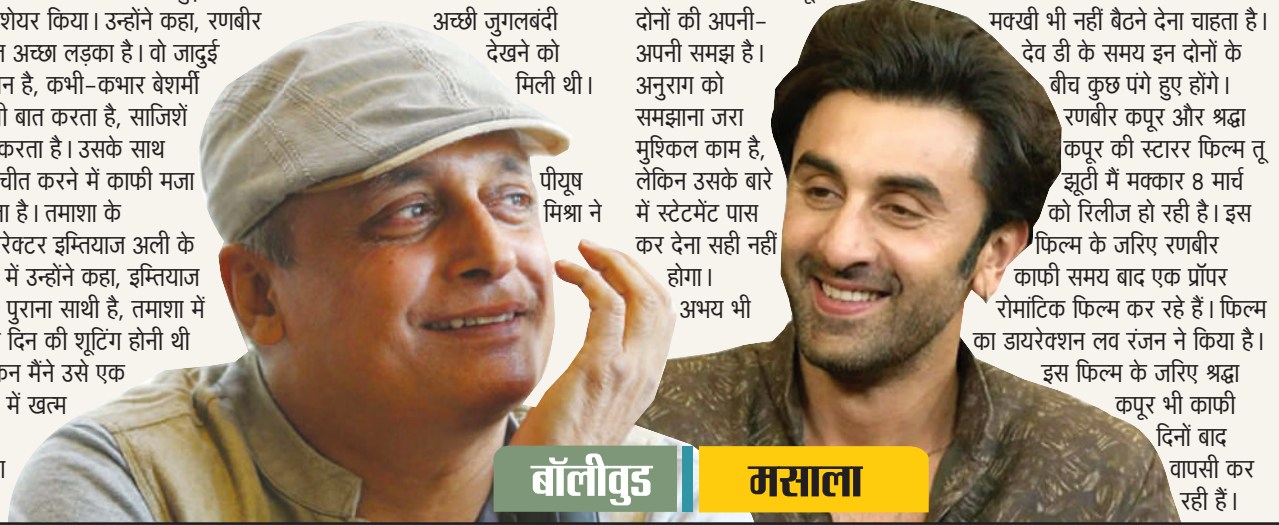 शेयर किया। उन्होंने कहा, रणबीर
अच्छा लड़का है। वो जादुई
है, कभी-कभार बेशर्मी
बात करता है, साजिशें
करता है। उसके साथ
चीत करने में काफी मजा
है। तमाशा के
रेक्टर इम्तियाज अली के
में उन्होंने कहा, इम्तियाज
पुराना साथी है, तमाशा में
दिन की शूटिंग होनी थी
मैंने उसे एक
में खत्म
अच्छी जुगलबंदी
देखने को
मिली थी।
पीयूष
मिश्रा ने
दोनों की अपनी-
अपनी समझ है।
अनुराग को
समझाना जरा
मुश्किल काम है,
लेकिन उसके बारे
में स्टेटमेंट पास
कर देना सही नहीं
होगा।
अभय भी
मक्खी भी नहीं बैठने देना चाहता है।
देव डी के समय इन दोनों के
बीच कुछ पंगे हुए होंगे।
रणबीर कपूर और श्रद्धा
कपूर की स्टारर फिल्म तू
झूठी मैं मक्कार 8 मार्च
को रिलीज हो रही है। इस
फिल्म के जरिए रणबीर
काफी समय बाद एक प्रॉपर
रोमांटिक फिल्म कर रहे हैं। फिल्म
का डायरेक्शन लव रंजन ने किया है।
इस फिल्म के जरिए श्रद्धा
कपूर भी काफी
दिनों बाद
वापसी कर
रही हैं।
बॉलीवुड मसाला